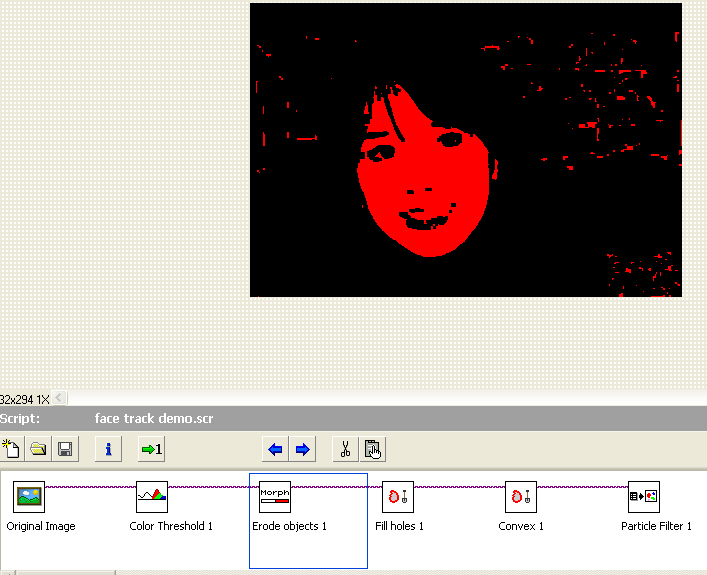 32x294 1X
Script: face track demo.scr
i
1
Morph
Original Image
Color Threshold 1
Erode objects 1
Fill holes 1
Convex 1
Particle Filter 1